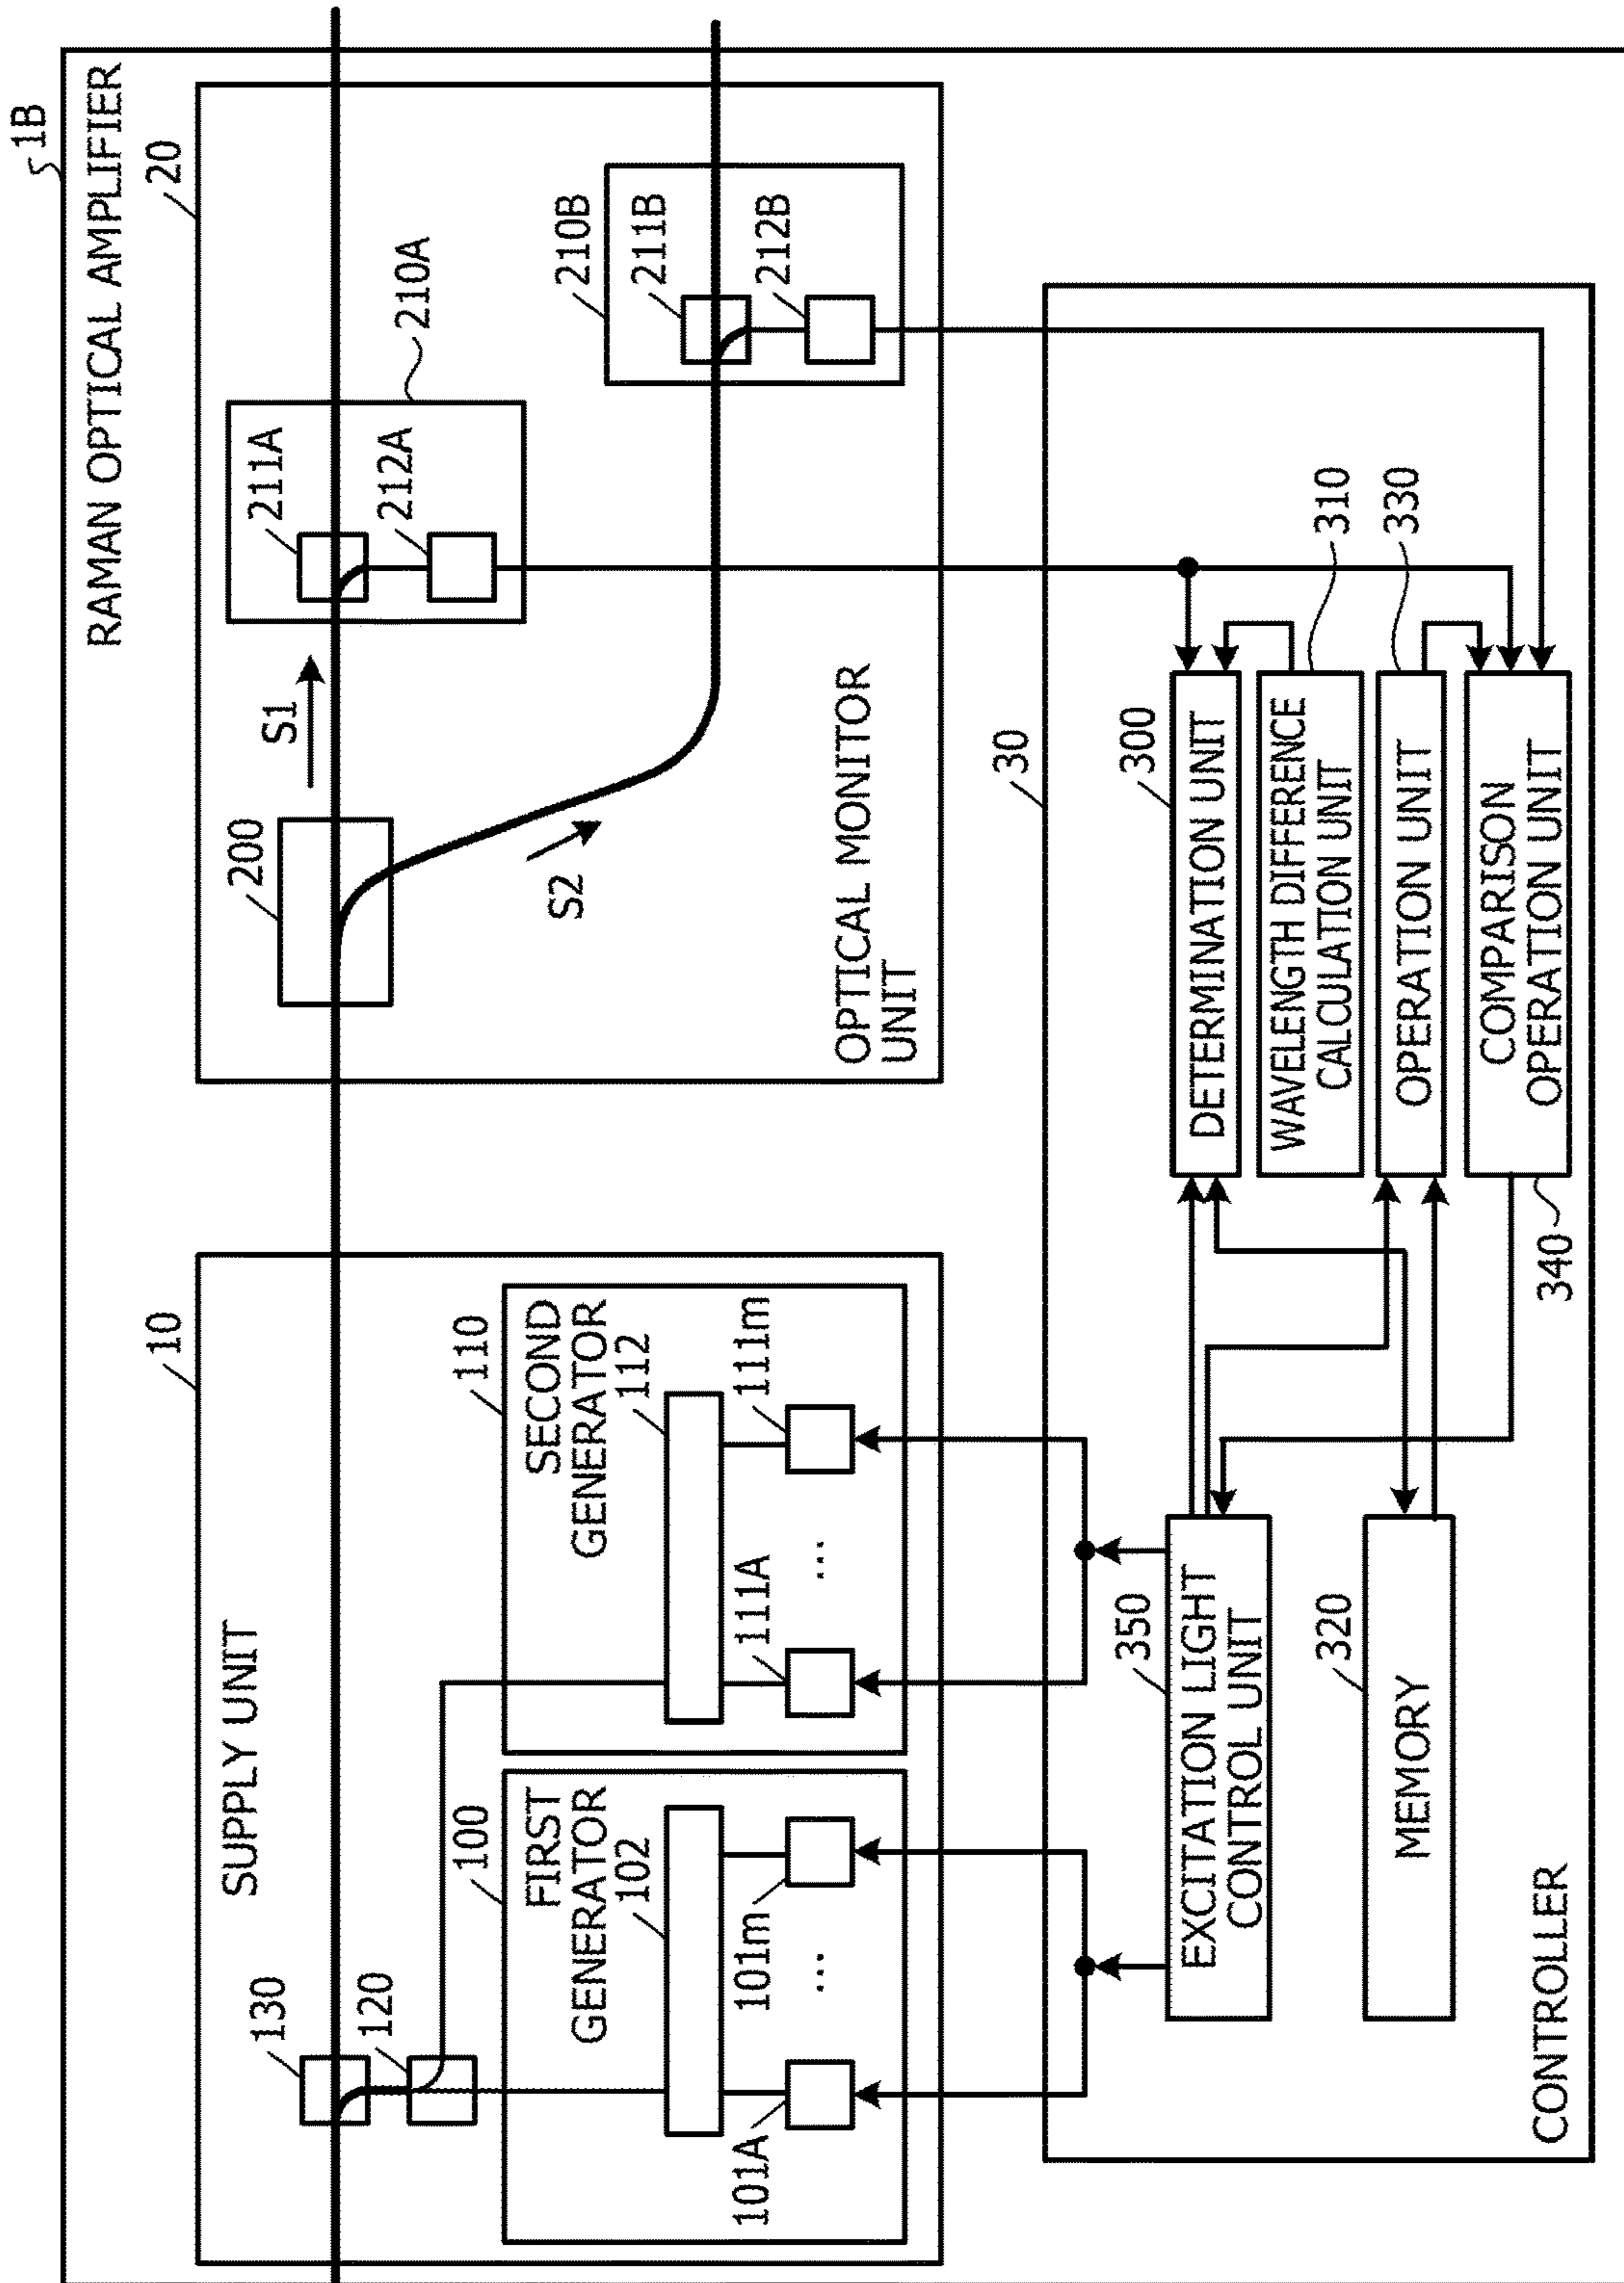 1B
RAMAN OPTICAL AMPLIFIER
10
SUPPLY UNIT
130
120
100
FIRST
GENERATOR
102
101m
101A
...
110
SECOND
GENERATOR
112
111m
111A
...
20
200
S1
S2
211A
212A
210A
210B
211B
212B
OPTICAL MONITOR
UNIT
30
350
EXCITATION LIGHT
CONTROL UNIT
320
MEMORY
300
DETERMINATION UNIT
WAVELENGTH DIFFERENCE
CALCULATION UNIT
310
OPERATION UNIT
330
COMPARISON
OPERATION UNIT
340
CONTROLLER